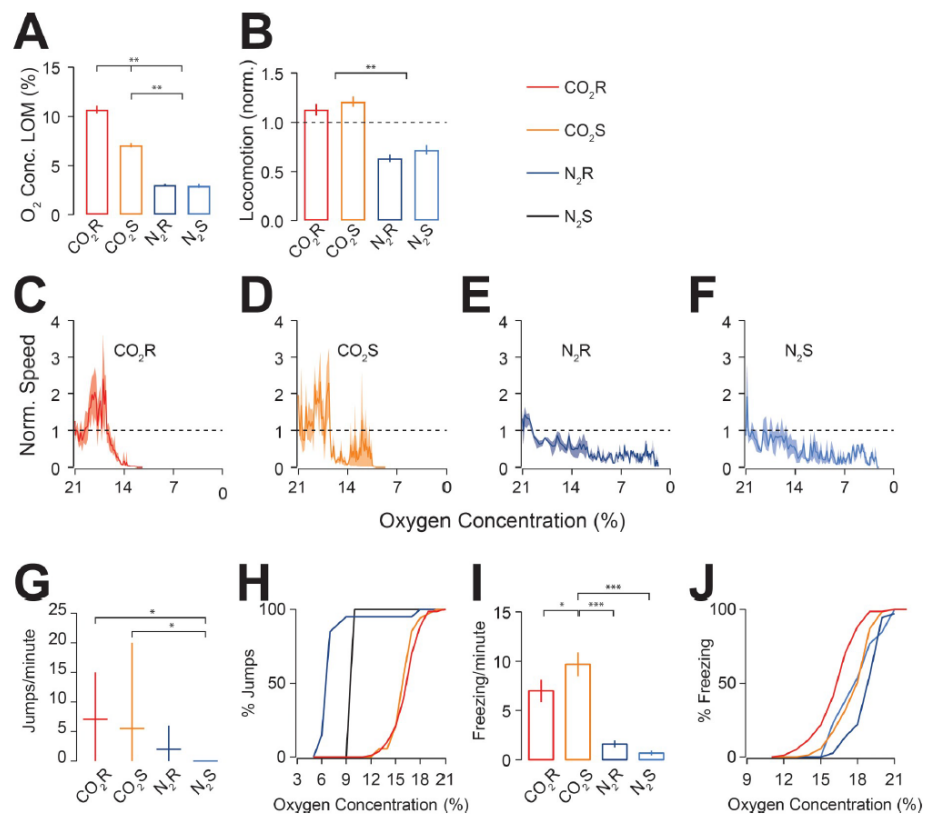 A
B
O₂ Conc. LOM (%)
15
10
5
0
**
**
CO₂R
CO₂S
N₂R
N₂S
Locomotion (norm.)
1.5
1.0
0.5
0.0
**
CO₂R
CO₂S
N₂R
N₂S
CO₂R
CO₂S
N₂R
N₂S
C
D
E
F
Norm. Speed
4
3
2
1
0
CO₂R
21
14
7
0
4
3
2
1
0
CO₂S
21
14
7
0
4
3
2
1
0
N₂R
21
14
7
0
4
3
2
1
0
N₂S
21
14
7
0
Oxygen Concentration (%)
G
H
I
J
Jumps/minute
25
20
15
10
5
0
*
*
CO₂R
CO₂S
N₂R
N₂S
% Jumps
100
50
0
3 6 9 12 15 18 21
Oxygen Concentration (%)
Freezing/minute
15
10
5
0
***
* ***
CO₂R
CO₂S
N₂R
N₂S
% Freezing
100
50
0
9 12 15 18 21
Oxygen Concentration (%)